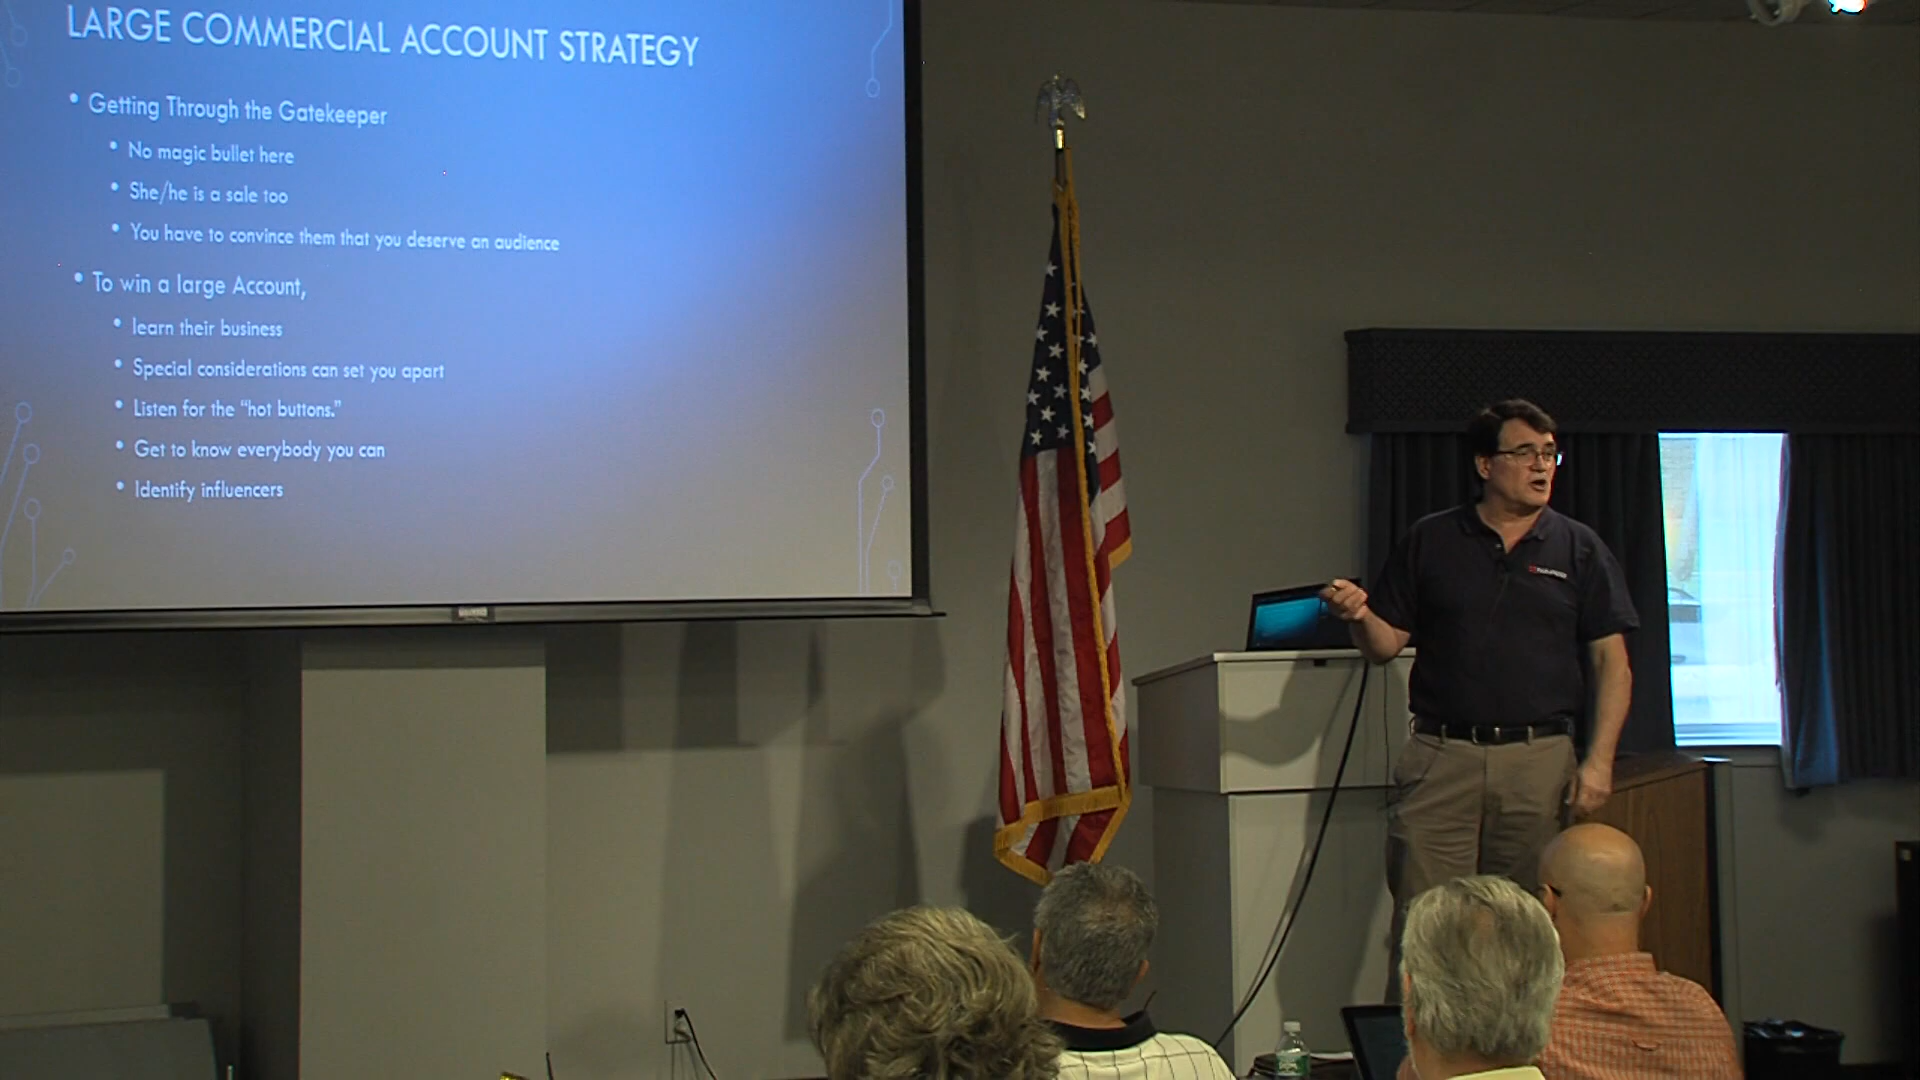 LARGE COMMERCIAL ACCOUNT STRATEGY
• Getting Through the Gatekeeper
• No magic bullet here
• She/he is a sale too
• You have to convince them that you deserve an audience
• To win a large Account,
• learn their business
• Special considerations can set you apart
• Listen for the “hot buttons.”
• Get to know everybody you can
• Identify influencers